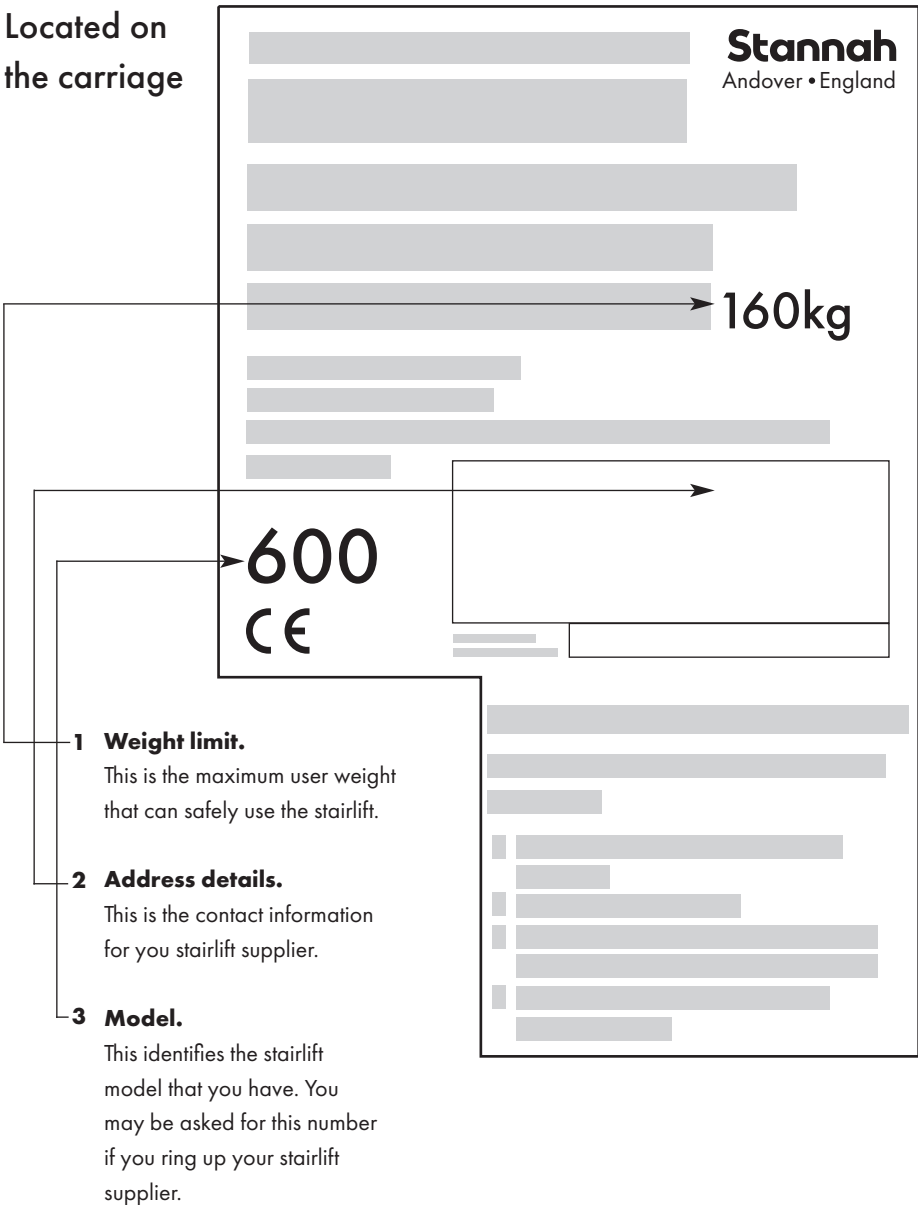 Located on
the carriage
Stannah
Andover • England
160kg
600
CE
1 Weight limit.
This is the maximum user weight
that can safely use the stairlift.
2 Address details.
This is the contact information
for you stairlift supplier.
3 Model.
This identifies the stairlift
model that you have. You
may be asked for this number
if you ring up your stairlift
supplier.